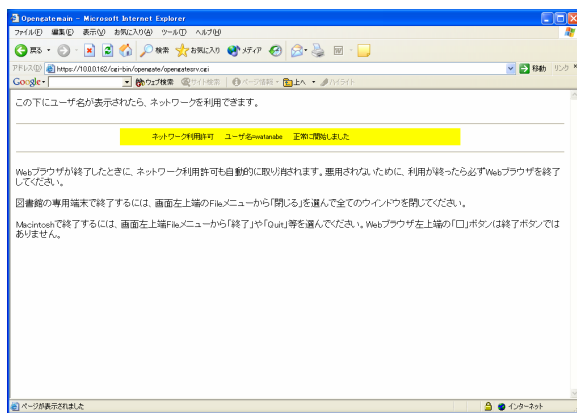 Opengatemain - Microsoft Internet Explorer
ファイル(F) 編集(E) 表示(V) お気に入り(A) ツール(T) ヘルプ(H)
戻る 検索 お気に入り メディア
アドレス(D) https://10.0.0.162/cgi-bin/opengate/opengatesrv.cgi 移動 リンク
Google ウェブ検索 サイト検索 ページ情報 上へ ハイライト
この下にユーザ名が表示されたら、ネットワークを利用できます。
ネットワーク利用許可 ユーザ名=watanabe 正常に開始しました
Webブラウザが終了したときに、ネットワーク利用許可も自動的に取り消されます。悪用されないために、利用が終ったら必ずWebブラウザを終了
してください。
図書館の専用端末で終了するには、画面左上端のFileメニューから「閉じる」を選んで全てのウインドウを閉じてください。
Macintoshで終了するには、画面左上端Fileメニューから「終了」や「Quit」等を選んでください。Webブラウザ左上端の「□」ボタンは終了ボタンでは
ありません。
ページが表示されました インターネット